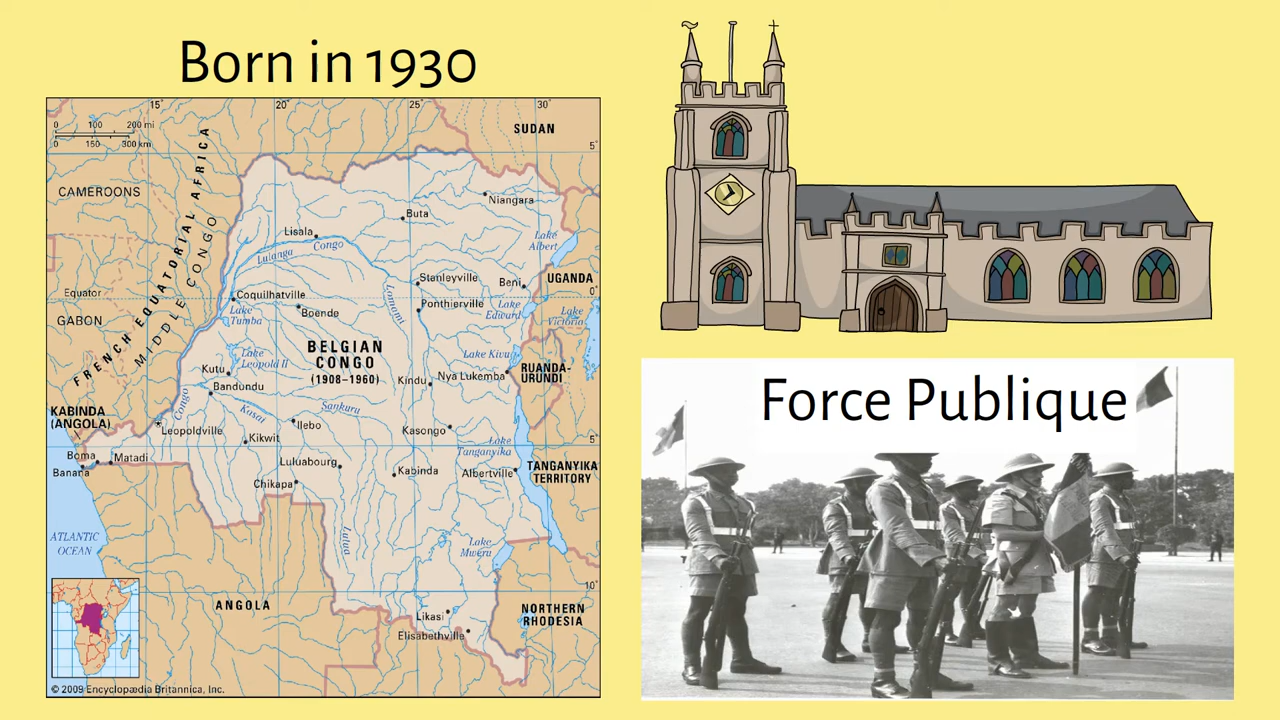 Born in 1930
15° 20° 25° 30°
0 100 200 mi
0 150 300 km
SUDAN
5°
CAMEROONS
FRENCH EQUATORIAL AFRICA
MIDDLE CONGO
Niangara
Buta
Lisala
Congo
Lulanga
Lake
Albert
Stanleyville
Beni
UGANDA
Equator
0°
Coquilhatville
Lomami
Ponthierville
Lake
Edward
Lake
Victoria
GABON
Lake
Tumba
Boende
BELGIAN
CONGO
(1908–1960)
Lake
Leopold II
Lake Kivu
RUANDA-
URUNDI
Kutu
Bandundu
Kindu
Nya Lukemba
Congo
KABINDA
(ANGOLA)
Kasai
Sankuru
Leopoldville
Ilebo
Kasongo
Kikwit
5°
Lake
Tanganyika
Boma
Matadi
Banana
Luluabourg
Kabinda
Albertville
TANGANYIKA
TERRITORY
Chikapa
ATLANTIC
OCEAN
Lulua
Lake
Mweru
10°
ANGOLA
Likasi
Elisabethville
NORTHERN
RHODESIA
© 2009 Encyclopædia Britannica, Inc.
Force Publique